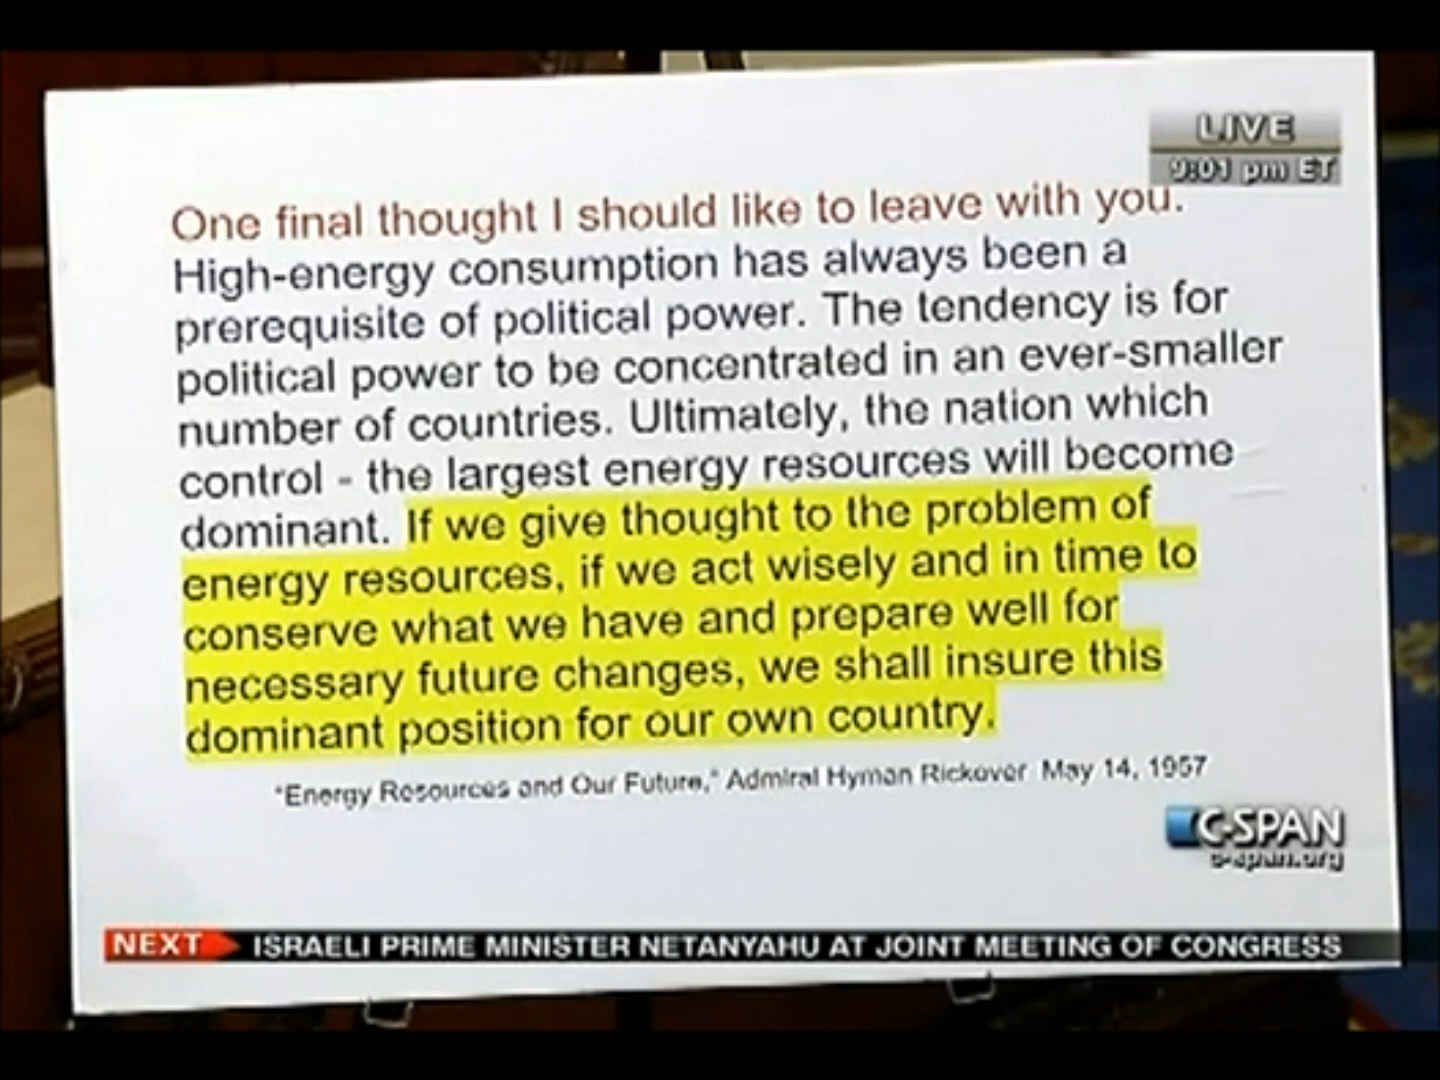 LIVE
9:01 pm ET
One final thought I should like to leave with you.
High-energy consumption has always been a
prerequisite of political power. The tendency is for
political power to be concentrated in an ever-smaller
number of countries. Ultimately, the nation which
control - the largest energy resources will become
dominant. If we give thought to the problem of
energy resources, if we act wisely and in time to
conserve what we have and prepare well for
necessary future changes, we shall insure this
dominant position for our own country.
"Energy Resources and Our Future," Admiral Hyman Rickover May 14, 1957
C-SPAN
c-span.org
NEXT ISRAELI PRIME MINISTER NETANYAHU AT JOINT MEETING OF CONGRESS